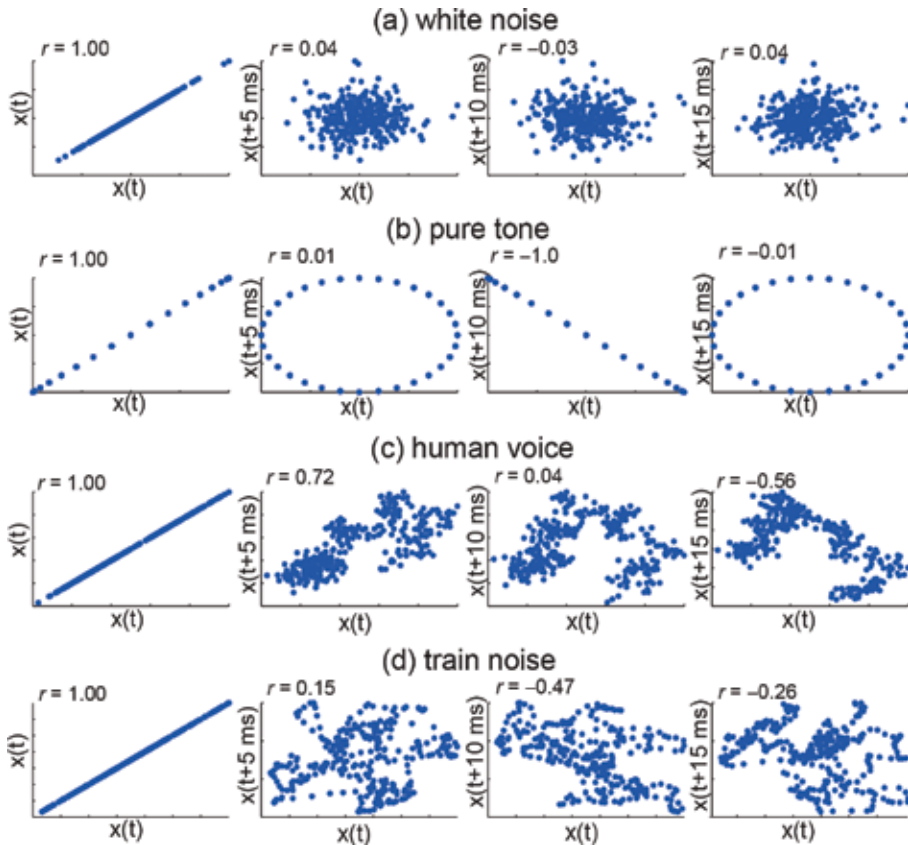 (a) white noise
r = 1.00
r = 0.04
r = −0.03
r = 0.04
x(t)
x(t+5 ms)
x(t+10 ms)
x(t+15 ms)
x(t)
x(t)
x(t)
x(t)
(b) pure tone
r = 1.00
r = 0.01
r = −1.0
r = −0.01
x(t)
x(t+5 ms)
x(t+10 ms)
x(t+15 ms)
x(t)
x(t)
x(t)
x(t)
(c) human voice
r = 1.00
r = 0.72
r = 0.04
r = −0.56
x(t)
x(t+5 ms)
x(t+10 ms)
x(t+15 ms)
x(t)
x(t)
x(t)
x(t)
(d) train noise
r = 1.00
r = 0.15
r = −0.47
r = −0.26
x(t)
x(t+5 ms)
x(t+10 ms)
x(t+15 ms)
x(t)
x(t)
x(t)
x(t)